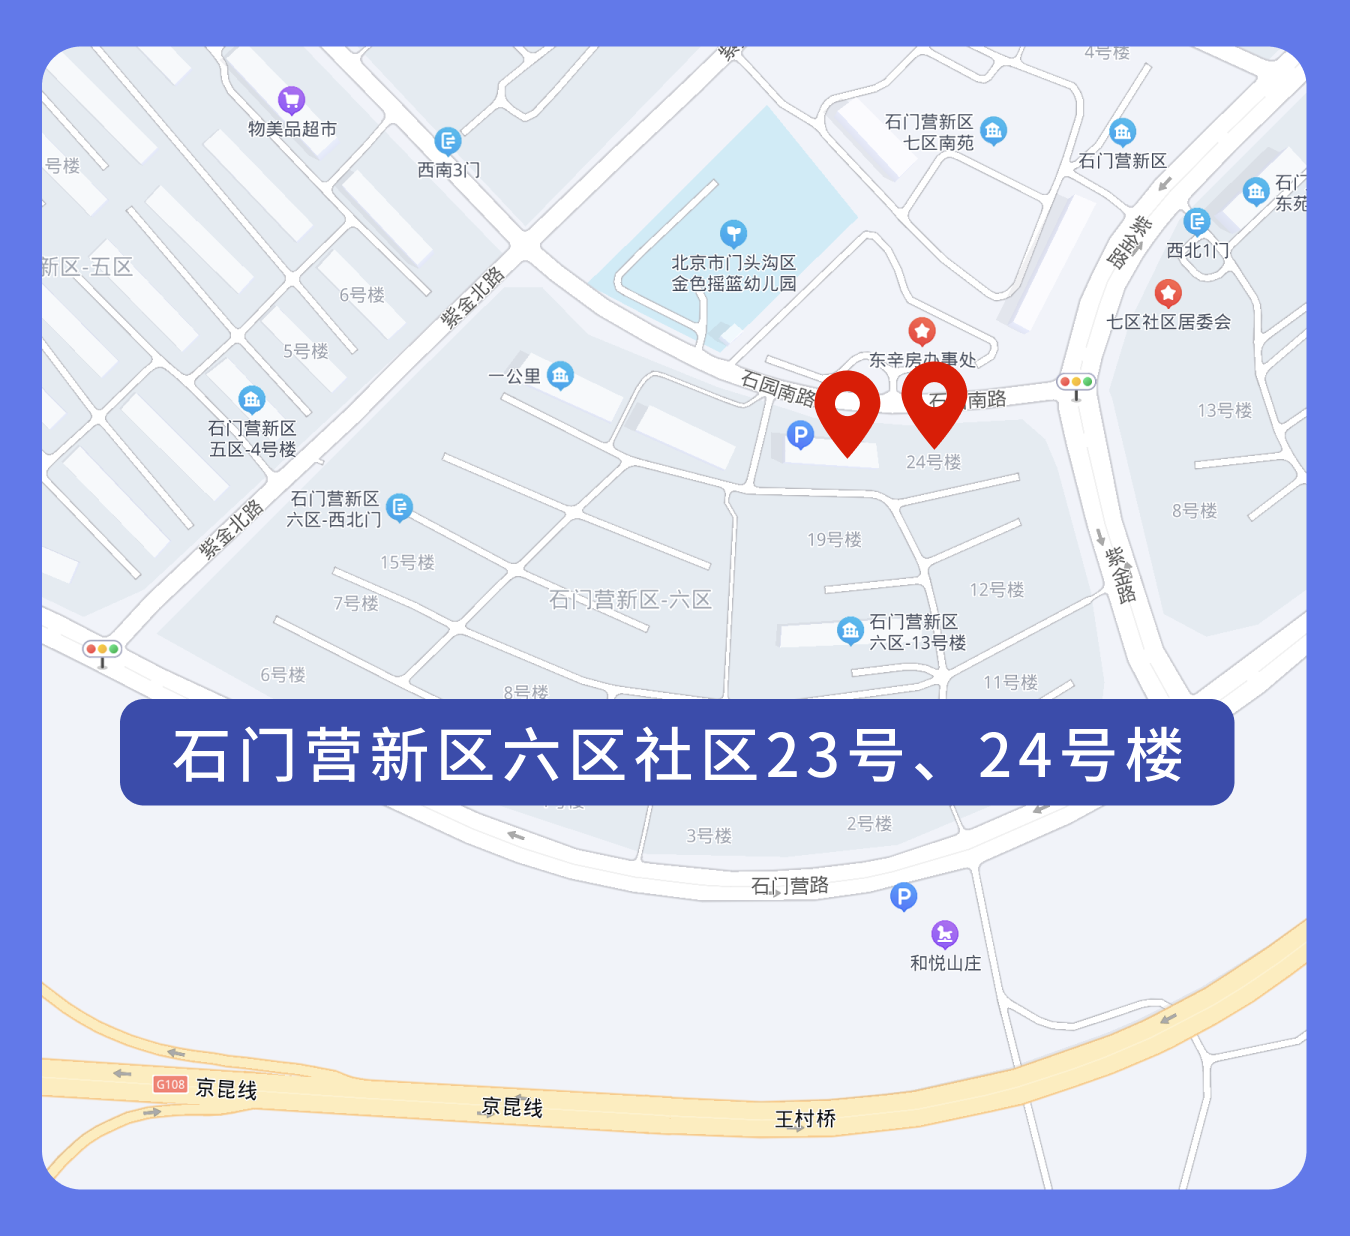 紫
4号楼
物美品超市
石门营新区
七区南苑
石门营新区
号楼
西南3门
石门
东苑
紫金路
西北1门
北京市门头沟区
金色摇篮幼儿园
新区-五区
6号楼
紫金北路
七区社区居委会
5号楼
东辛房办事处
一公里
石园南路
石 南路
13号楼
石门营新区
五区-4号楼
P
24号楼
石门营新区
六区-西北门
8号楼
紫金北路
19号楼
15号楼
紫金路
7号楼
石门营新区-六区
12号楼
石门营新区
六区-13号楼
6号楼
8号楼
11号楼
石门营新区六区社区23号、24号楼
号楼
3号楼
2号楼
石门营路
P
和悦山庄
G108
京昆线
京昆线
王村桥